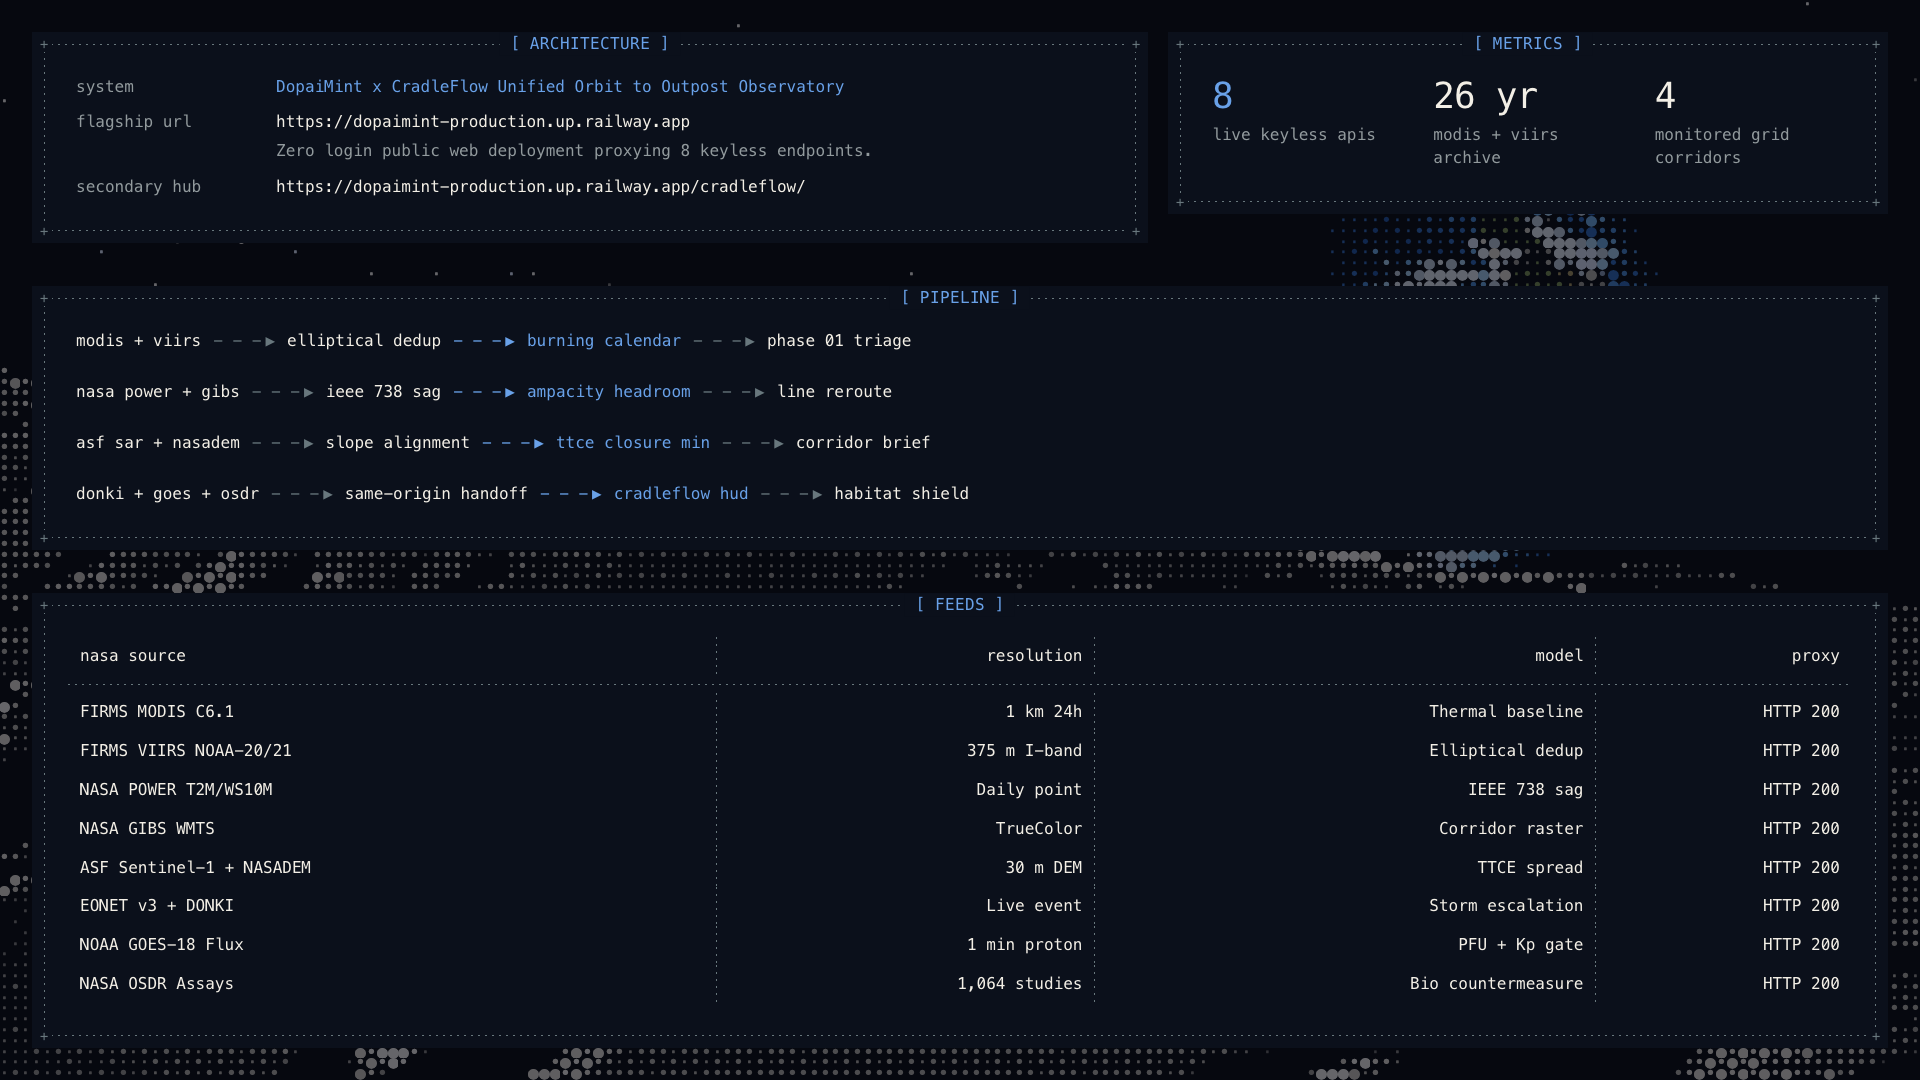 [ ARCHITECTURE ]
system DopaiMint x CradleFlow Unified Orbit to Outpost Observatory
flagship url https://dopaimint-production.up.railway.app
Zero login public web deployment proxying 8 keyless endpoints.
secondary hub https://dopaimint-production.up.railway.app/cradleflow/
[ METRICS ]
8 26 yr 4
live keyless apis modis + viirs monitored grid
archive corridors
[ PIPELINE ]
modis + viirs – – –▶ elliptical dedup – – –▶ burning calendar – – –▶ phase 01 triage
nasa power + gibs – – –▶ ieee 738 sag – – –▶ ampacity headroom – – –▶ line reroute
asf sar + nasadem – – –▶ slope alignment – – –▶ ttce closure min – – –▶ corridor brief
donki + goes + osdr – – –▶ same-origin handoff – – –▶ cradleflow hud – – –▶ habitat shield
[ FEEDS ]
nasa source resolution model proxy
FIRMS MODIS C6.1 1 km 24h Thermal baseline HTTP 200
FIRMS VIIRS NOAA-20/21 375 m I-band Elliptical dedup HTTP 200
NASA POWER T2M/WS10M Daily point IEEE 738 sag HTTP 200
NASA GIBS WMTS TrueColor Corridor raster HTTP 200
ASF Sentinel-1 + NASADEM 30 m DEM TTCE spread HTTP 200
EONET v3 + DONKI Live event Storm escalation HTTP 200
NOAA GOES-18 Flux 1 min proton PFU + Kp gate HTTP 200
NASA OSDR Assays 1,064 studies Bio countermeasure HTTP 200